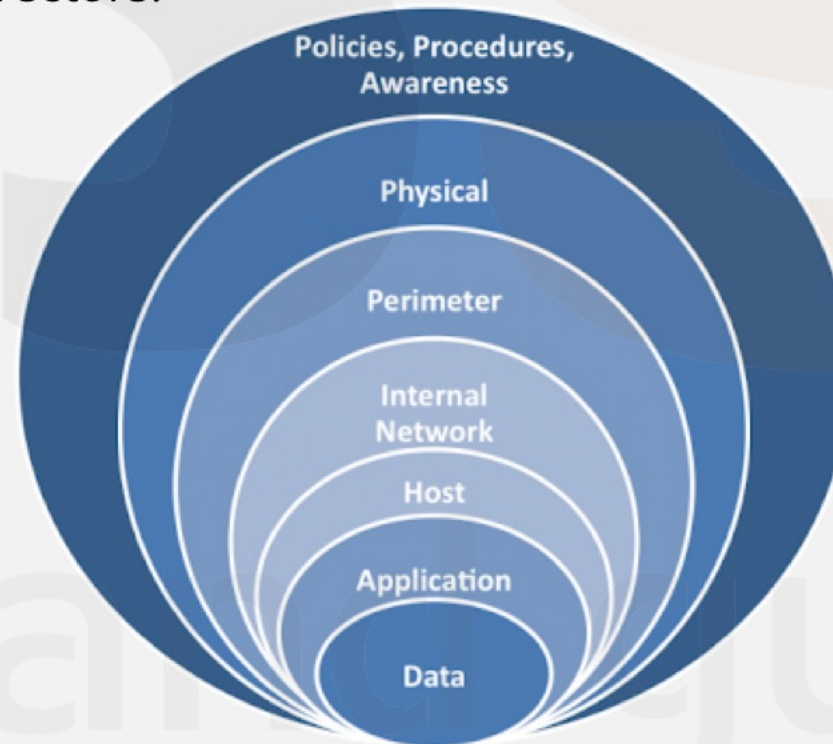 Policies, Procedures,
Awareness
Physical
Perimeter
Internal
Network
Host
Application
Data